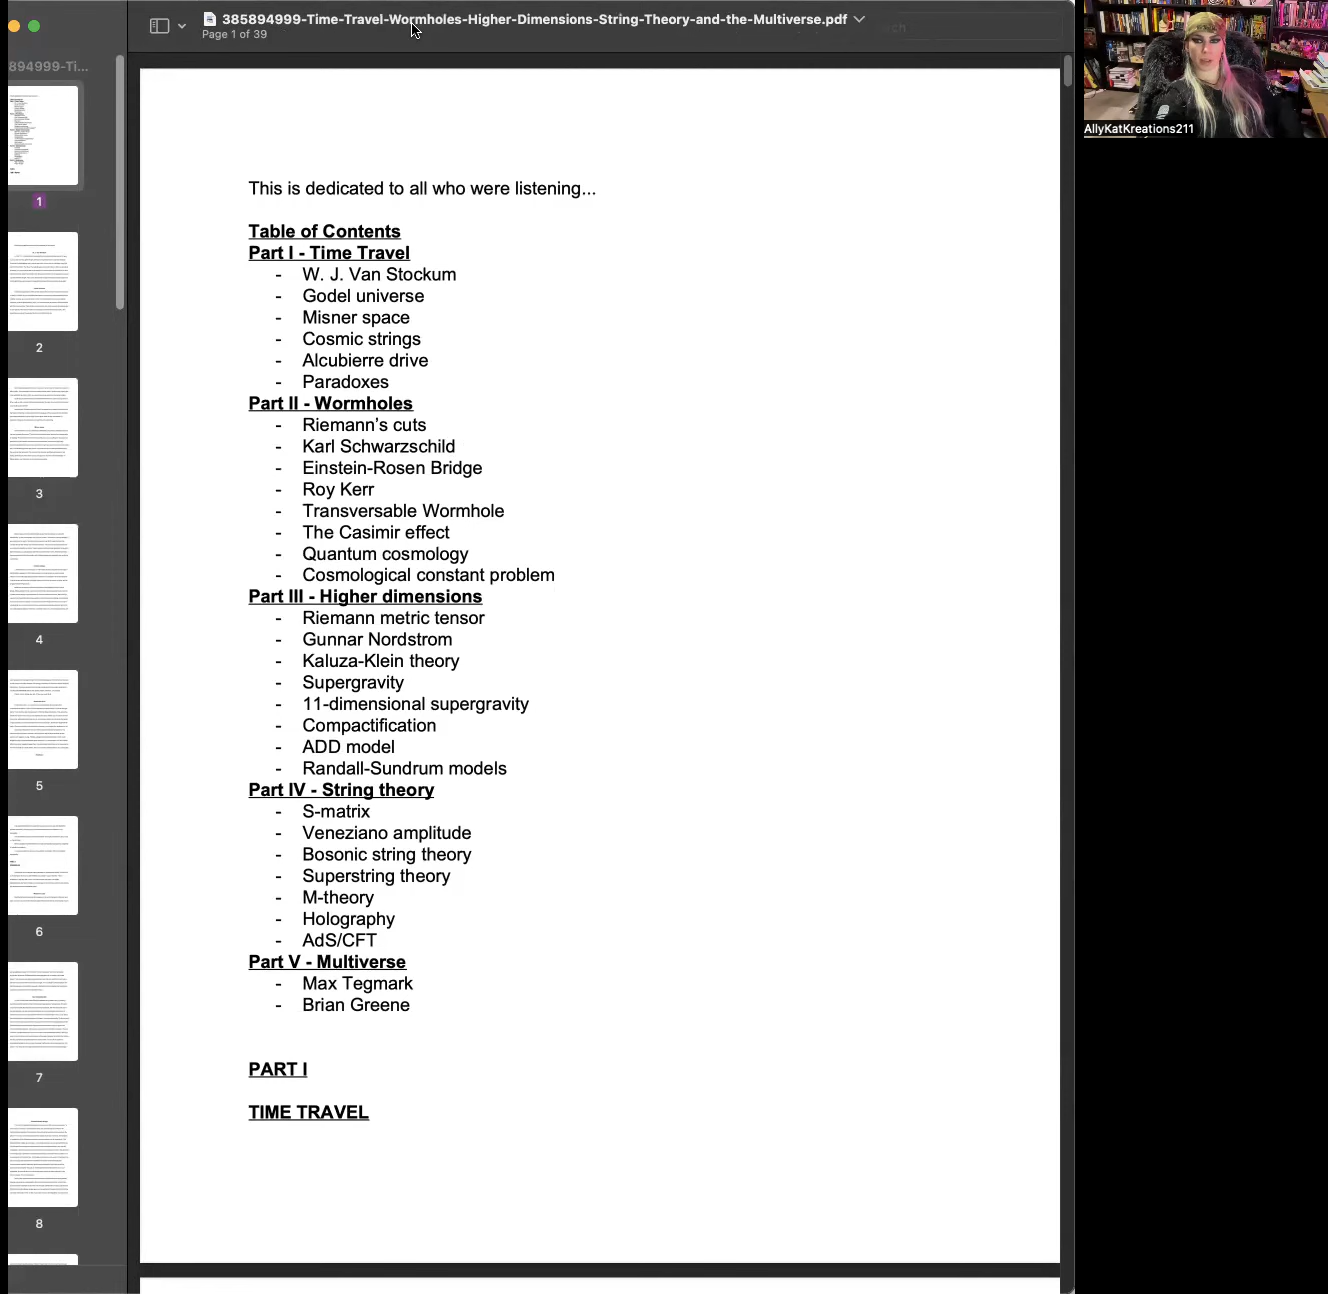 385894999-Time-Travel-Wormholes-Higher-Dimensions-String-Theory-and-the-Multiverse.pdf
Page 1 of 39
894999-Ti...
1
2
3
4
5
6
7
8
This is dedicated to all who were listening...
Table of Contents
Part I - Time Travel
- W. J. Van Stockum
- Godel universe
- Misner space
- Cosmic strings
- Alcubierre drive
- Paradoxes
Part II - Wormholes
- Riemann's cuts
- Karl Schwarzschild
- Einstein-Rosen Bridge
- Roy Kerr
- Transversable Wormhole
- The Casimir effect
- Quantum cosmology
- Cosmological constant problem
Part III - Higher dimensions
- Riemann metric tensor
- Gunnar Nordstrom
- Kaluza-Klein theory
- Supergravity
- 11-dimensional supergravity
- Compactification
- ADD model
- Randall-Sundrum models
Part IV - String theory
- S-matrix
- Veneziano amplitude
- Bosonic string theory
- Superstring theory
- M-theory
- Holography
- AdS/CFT
Part V - Multiverse
- Max Tegmark
- Brian Greene
PART I
TIME TRAVEL
AllyKatKreations211